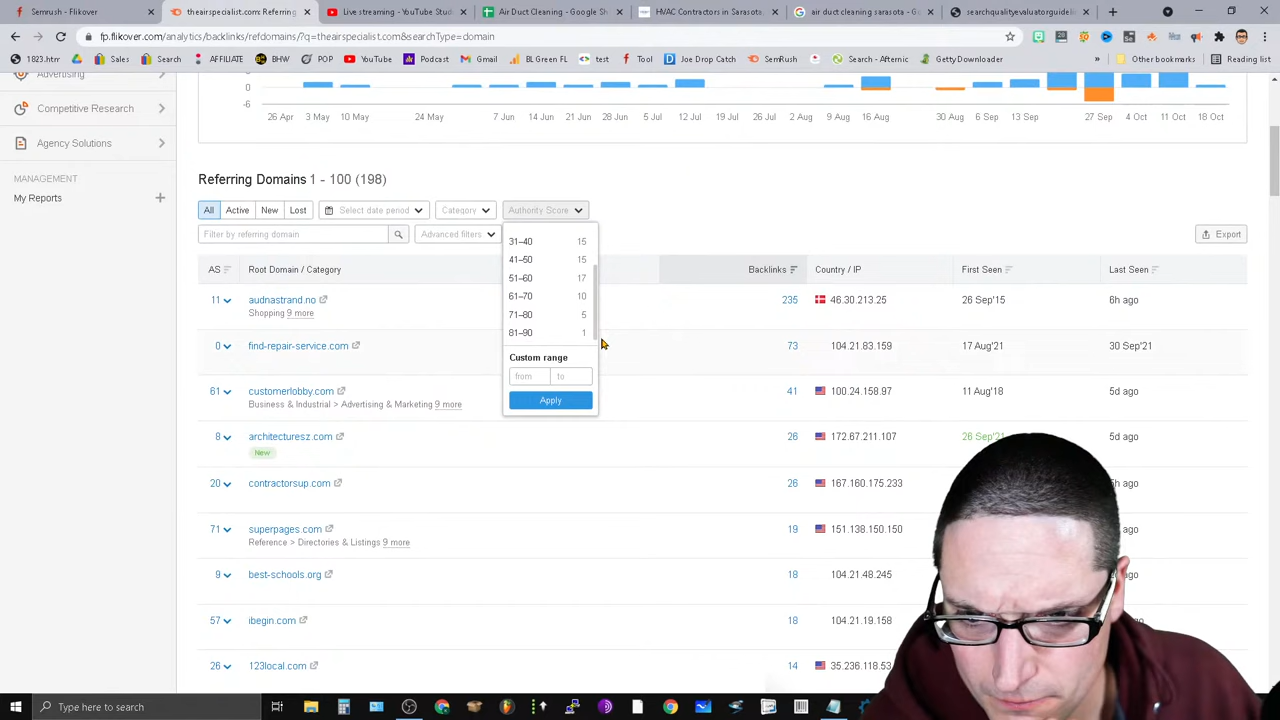 Semrush
theairspecialist.com: Referring
Live streaming - YouTube Studio
Air Duct Cleaning - Google She
HVAC Contractors in Sarasota
air duct cleaning sarasota - Go
searchqualityevaluatorguideli
fp.flikover.com/analytics/backlinks/refdomains/?q=theairspecialist.com&searchType=domain
1823.htm
Sales
Search
AFFILIATE
BHW
POP
YouTube
Podcast
Gmail
BL Green FL
test
Tool
Joe Drop Catch
SemRush
Search - Afternic
GettyDownloader
»
Other bookmarks
Reading list
Advertising
Competitive Research
Agency Solutions
MANAGEMENT
My Reports
0
-6
26 Apr 3 May 10 May 24 May 7 Jun 14 Jun 21 Jun 28 Jun 5 Jul 12 Jul 19 Jul 26 Jul 2 Aug 9 Aug 16 Aug 30 Aug 6 Sep 13 Sep 27 Sep 4 Oct 11 Oct 18 Oct
Referring Domains 1 - 100 (198)
All Active New Lost Select date period Category Authority Score
Filter by referring domain Advanced filters Export
31–40 15
41–50 15
51–60 17
61–70 10
71–80 5
81–90 1
Custom range
from to
Apply
AS Root Domain / Category Backlinks Country / IP First Seen Last Seen
11 audnastrand.no 235 46.30.213.25 26 Sep'15 6h ago
Shopping 9 more
0 find-repair-service.com 73 104.21.83.159 17 Aug'21 30 Sep'21
61 customerlobby.com 41 100.24.158.97 11 Aug'18 5d ago
Business & Industrial > Advertising & Marketing 9 more
8 architecturesz.com 26 172.67.211.107 26 Sep'21 5d ago
New
20 contractorsup.com 26 167.160.175.233 h ago
71 superpages.com 19 151.138.150.150 ago
Reference > Directories & Listings 9 more
9 best-schools.org 18 104.21.48.245 ago
57 ibegin.com 18 104.21.19.158
26 123local.com 14 35.236.118.53
Type here to search